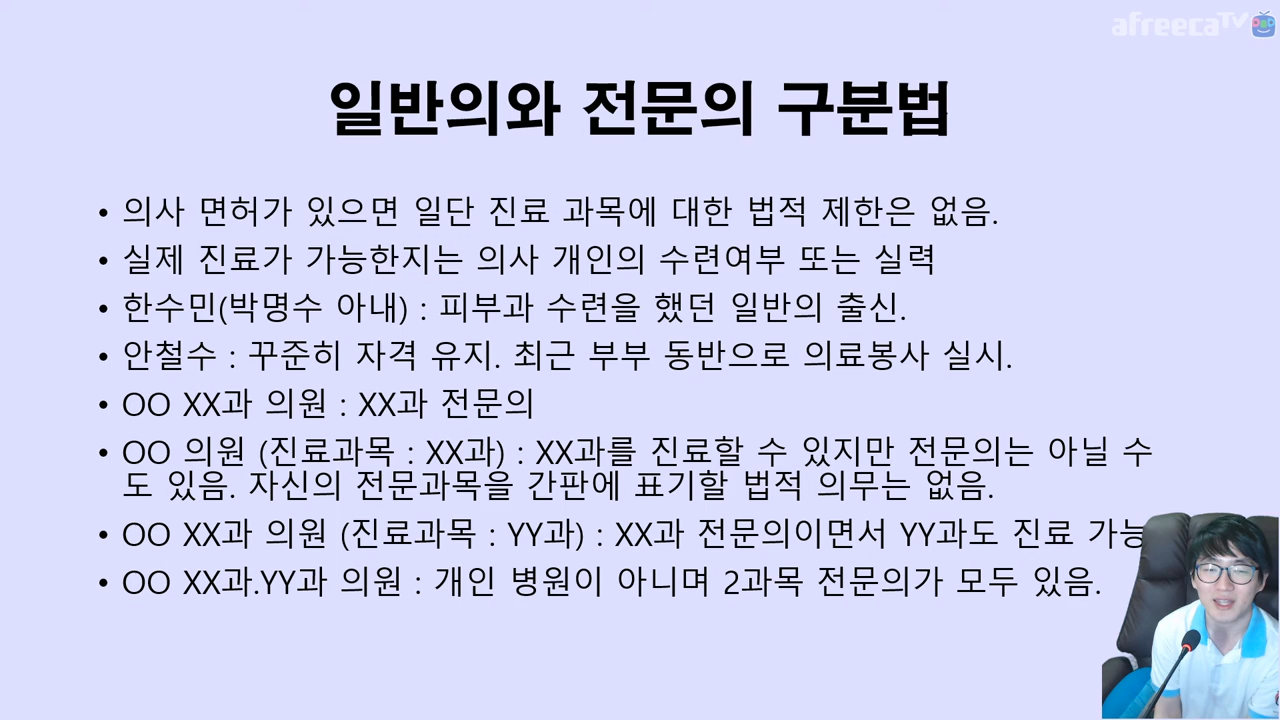 afreecaTV
일반의와 전문의 구분법
• 의사 면허가 있으면 일단 진료 과목에 대한 법적 제한은 없음.
• 실제 진료가 가능한지는 의사 개인의 수련여부 또는 실력
• 한수민(박명수 아내) : 피부과 수련을 했던 일반의 출신.
• 안철수 : 꾸준히 자격 유지. 최근 부부 동반으로 의료봉사 실시.
• OO XX과 의원 : XX과 전문의
• OO 의원 (진료과목 : XX과) : XX과를 진료할 수 있지만 전문의는 아닐 수
도 있음. 자신의 전문과목을 간판에 표기할 법적 의무는 없음.
• OO XX과 의원 (진료과목 : YY과) : XX과 전문의이면서 YY과도 진료 가능
• OO XX과.YY과 의원 : 개인 병원이 아니며 2과목 전문의가 모두 있음.